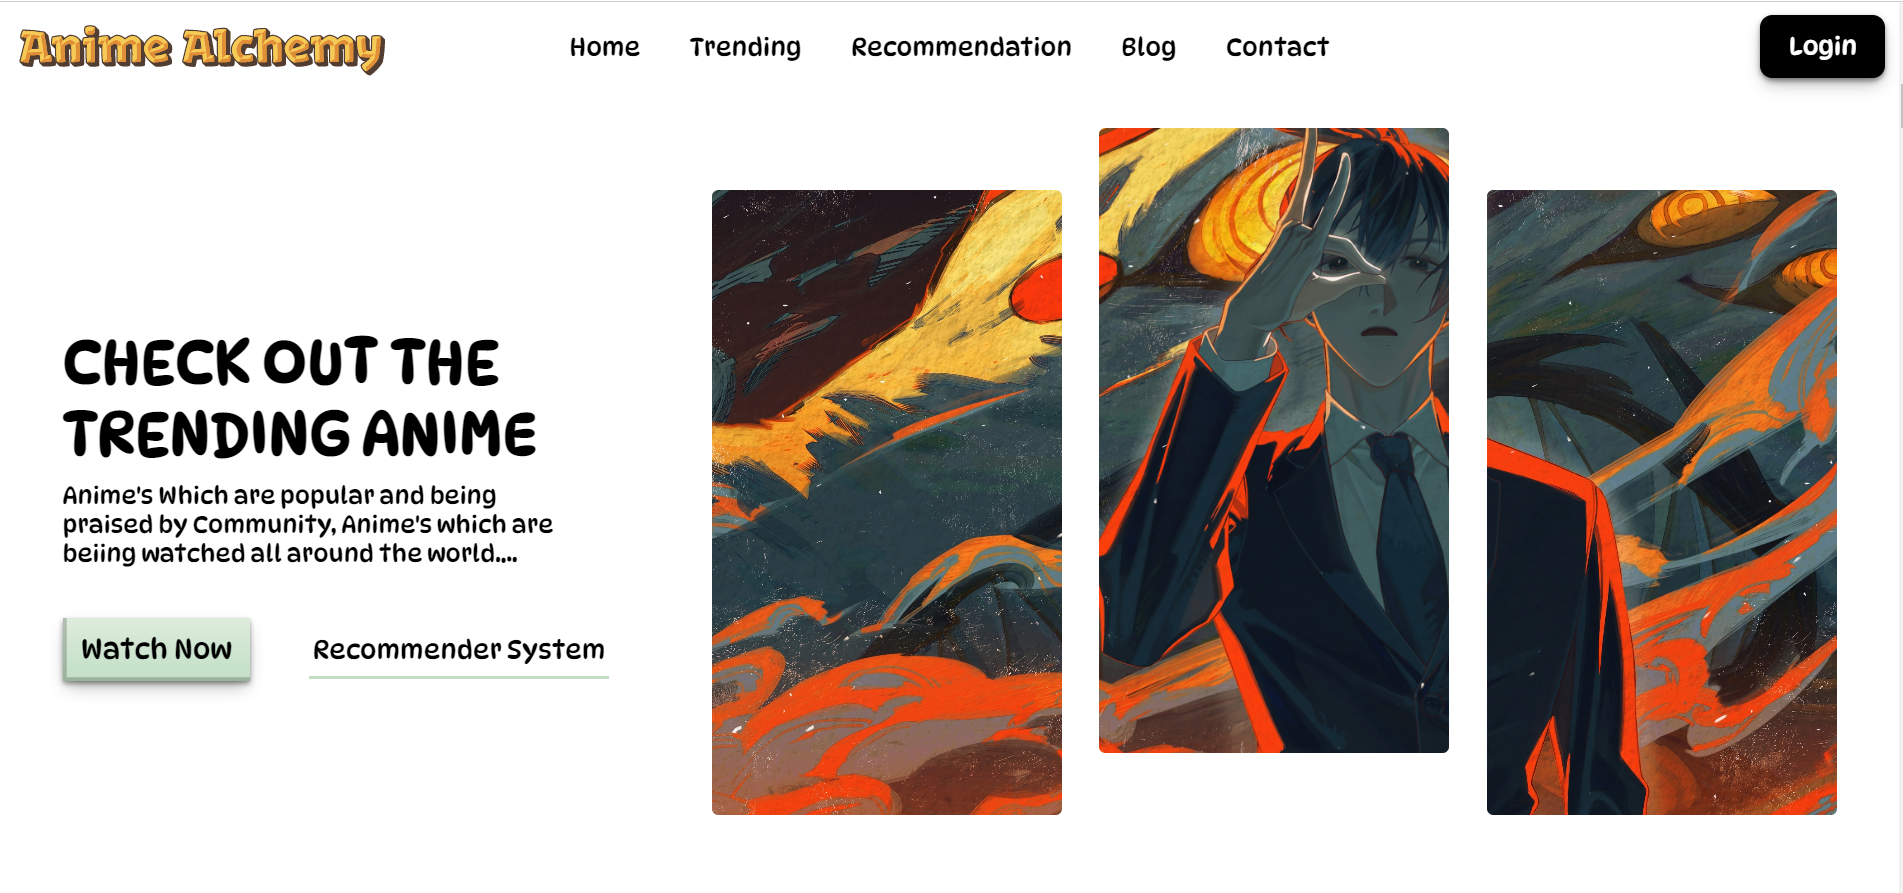 Anime Alchemy
Home Trending Recommendation Blog Contact
Login
CHECK OUT THE
TRENDING ANIME
Anime's Which are popular and being
praised by Community, Anime's which are
beiing watched all around the world....
Watch Now
Recommender System